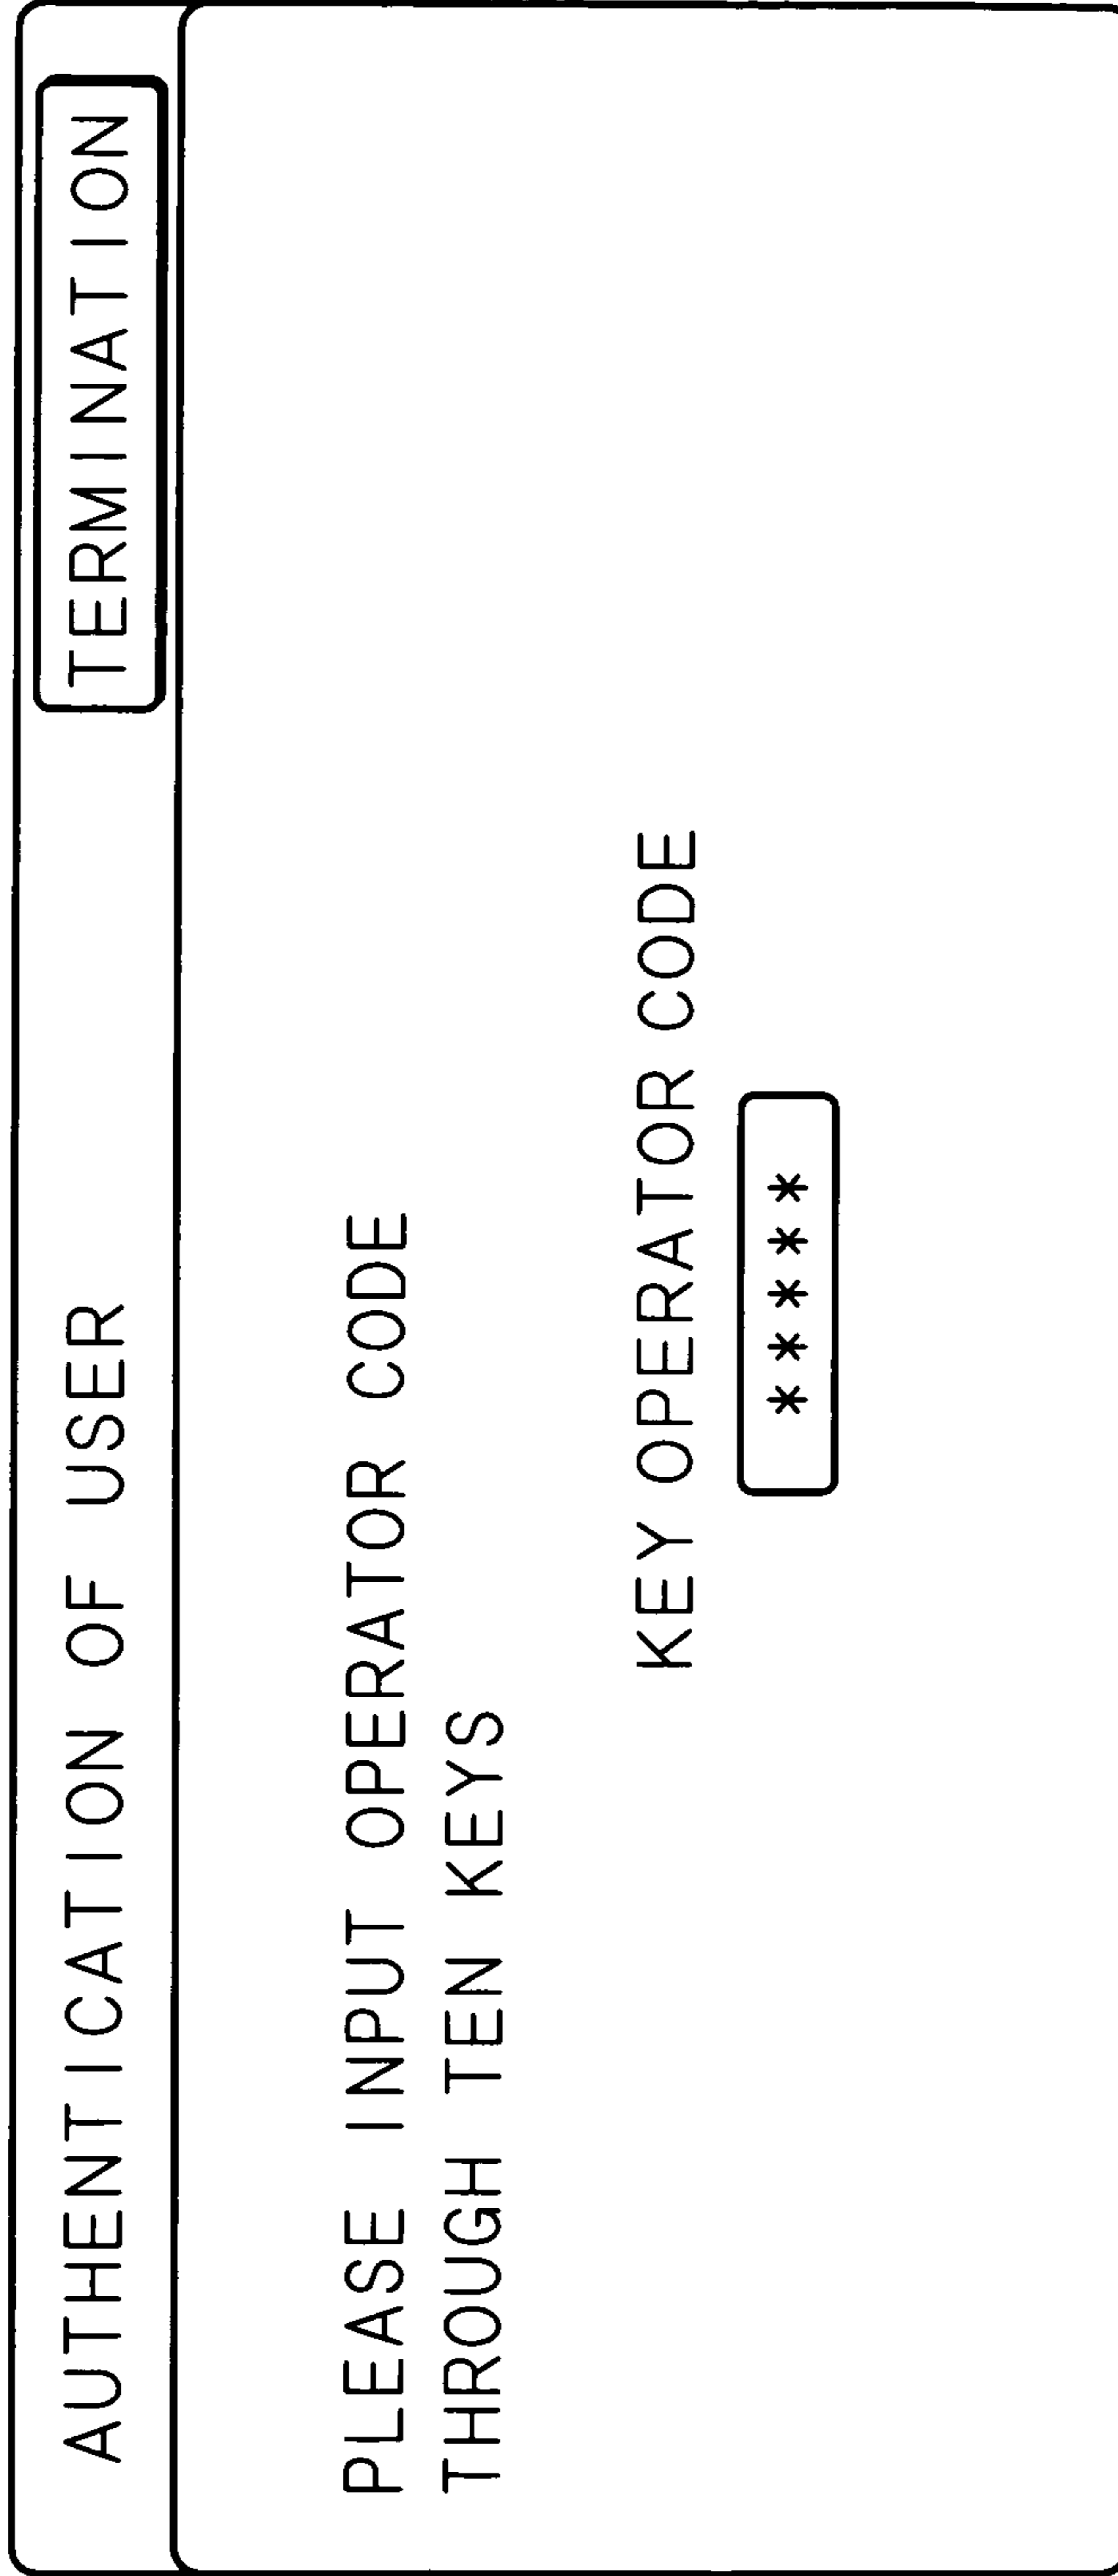 AUTHENTICATION OF USER
TERMINATION
PLEASE INPUT OPERATOR CODE
THROUGH TEN KEYS
KEY OPERATOR CODE
*****